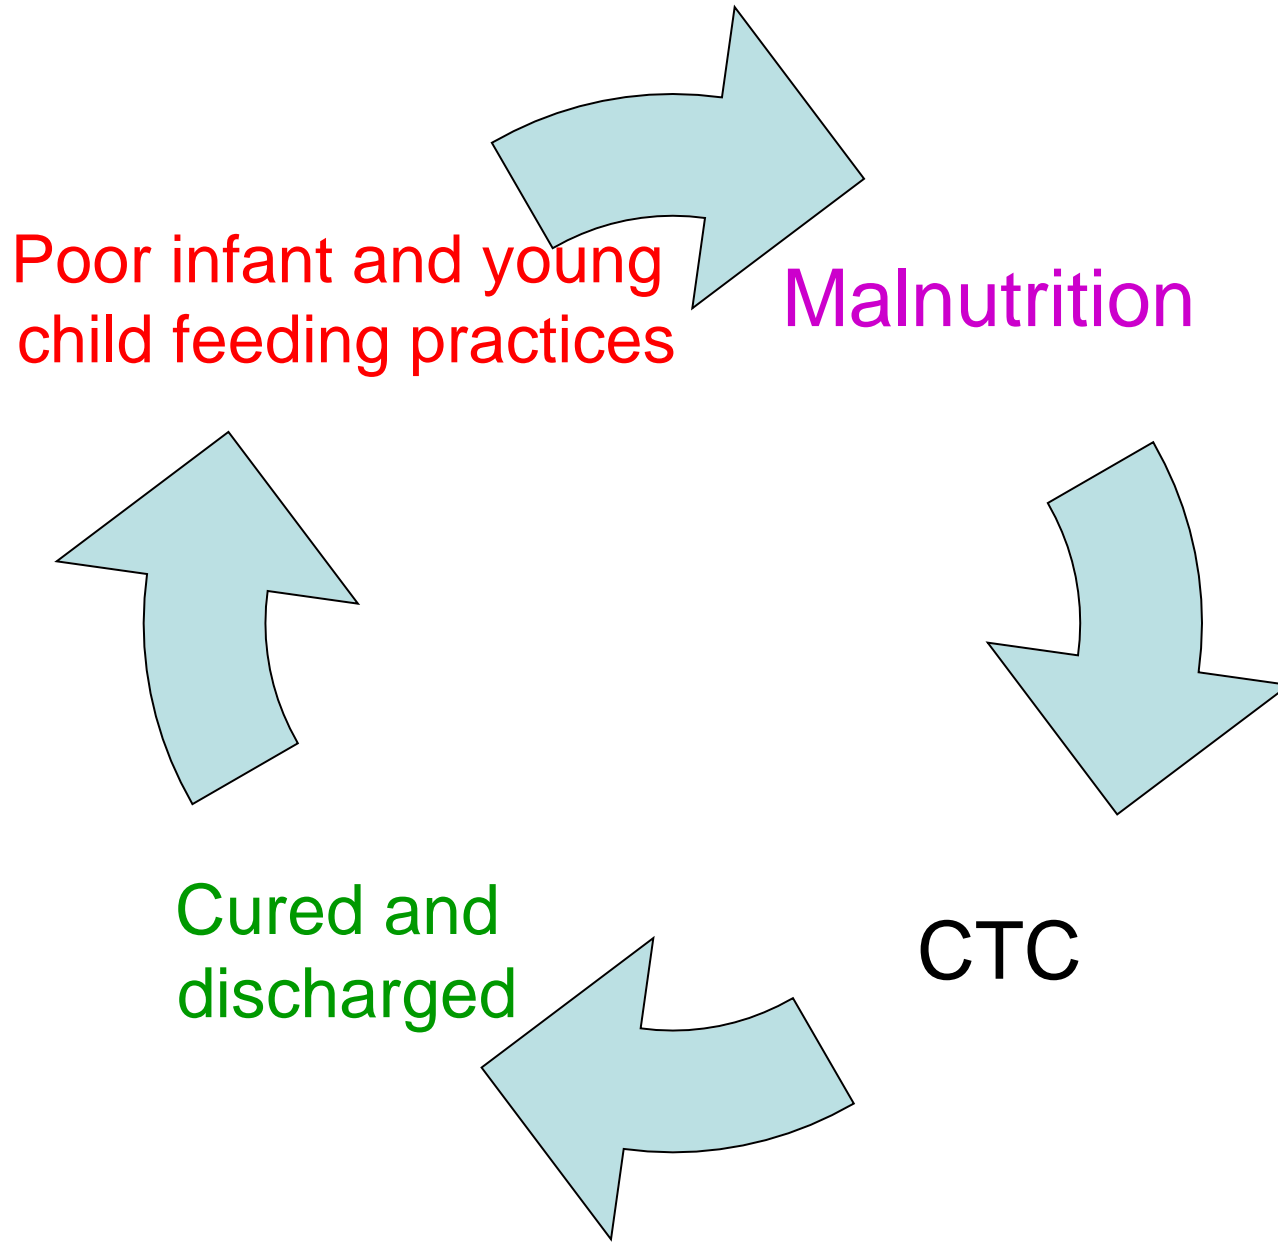 Poor infant and young
child feeding practices
Malnutrition
CTC
Cured and
discharged